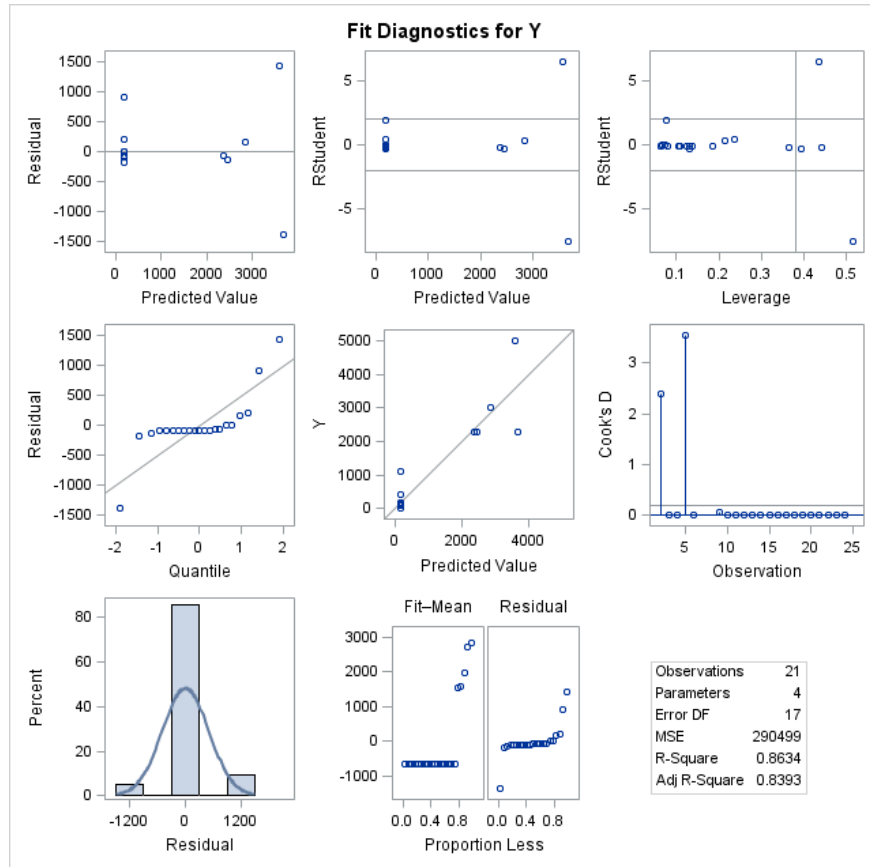 Fit Diagnostics for Y
1500
1000
500
0
-500
-1000
-1500
Residual
0 1000 2000 3000
Predicted Value
5
0
-5
RStudent
0 1000 2000 3000
Predicted Value
5
0
-5
RStudent
0.1 0.2 0.3 0.4 0.5
Leverage
1500
1000
500
0
-500
-1000
-1500
Residual
-2 -1 0 1 2
Quantile
5000
4000
3000
2000
1000
0
Y
0 2000 4000
Predicted Value
3
2
1
0
Cook's D
5 10 15 20 25
Observation
80
60
40
20
0
Percent
-1200 0 1200
Residual
Fit–Mean Residual
3000
2000
1000
0
-1000
0.0 0.4 0.8 0.0 0.4 0.8
Proportion Less
Observations 21
Parameters 4
Error DF 17
MSE 290499
R-Square 0.8634
Adj R-Square 0.8393